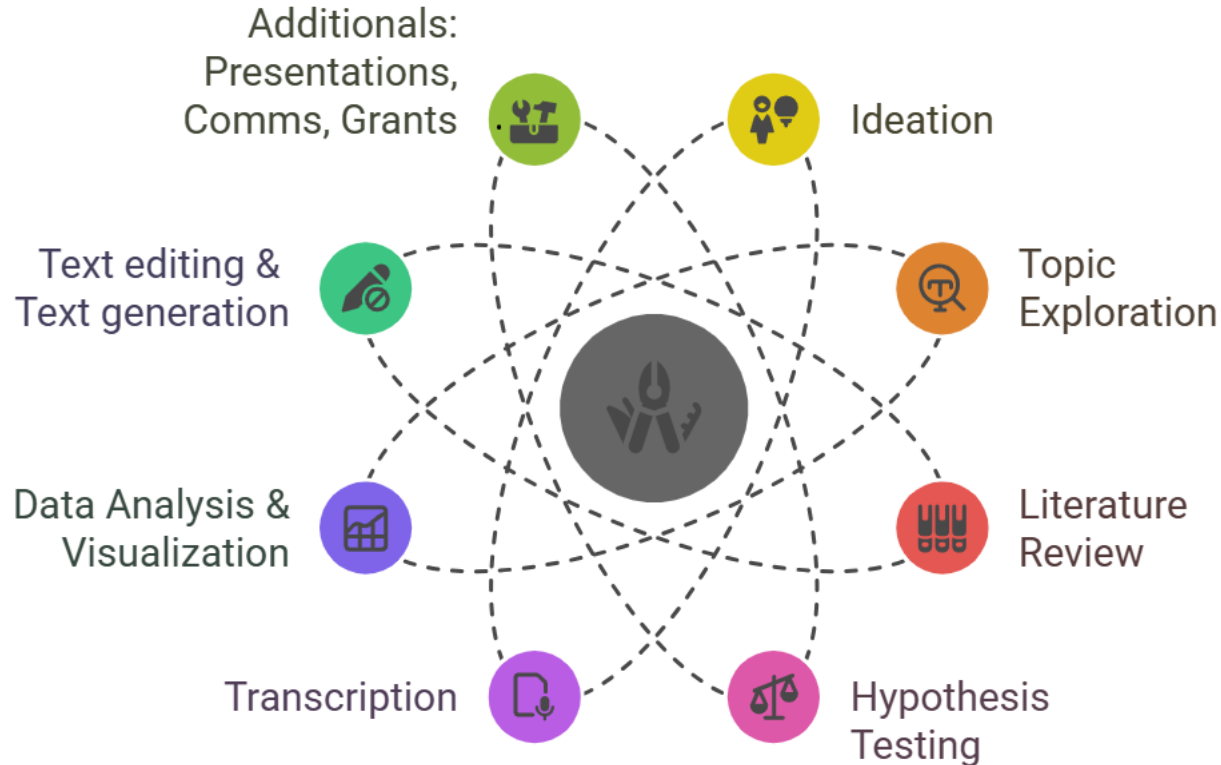 Additionals:
Presentations,
Comms, Grants
Ideation
Text editing &
Text generation
Topic
Exploration
Data Analysis &
Visualization
Literature
Review
Transcription
Hypothesis
Testing